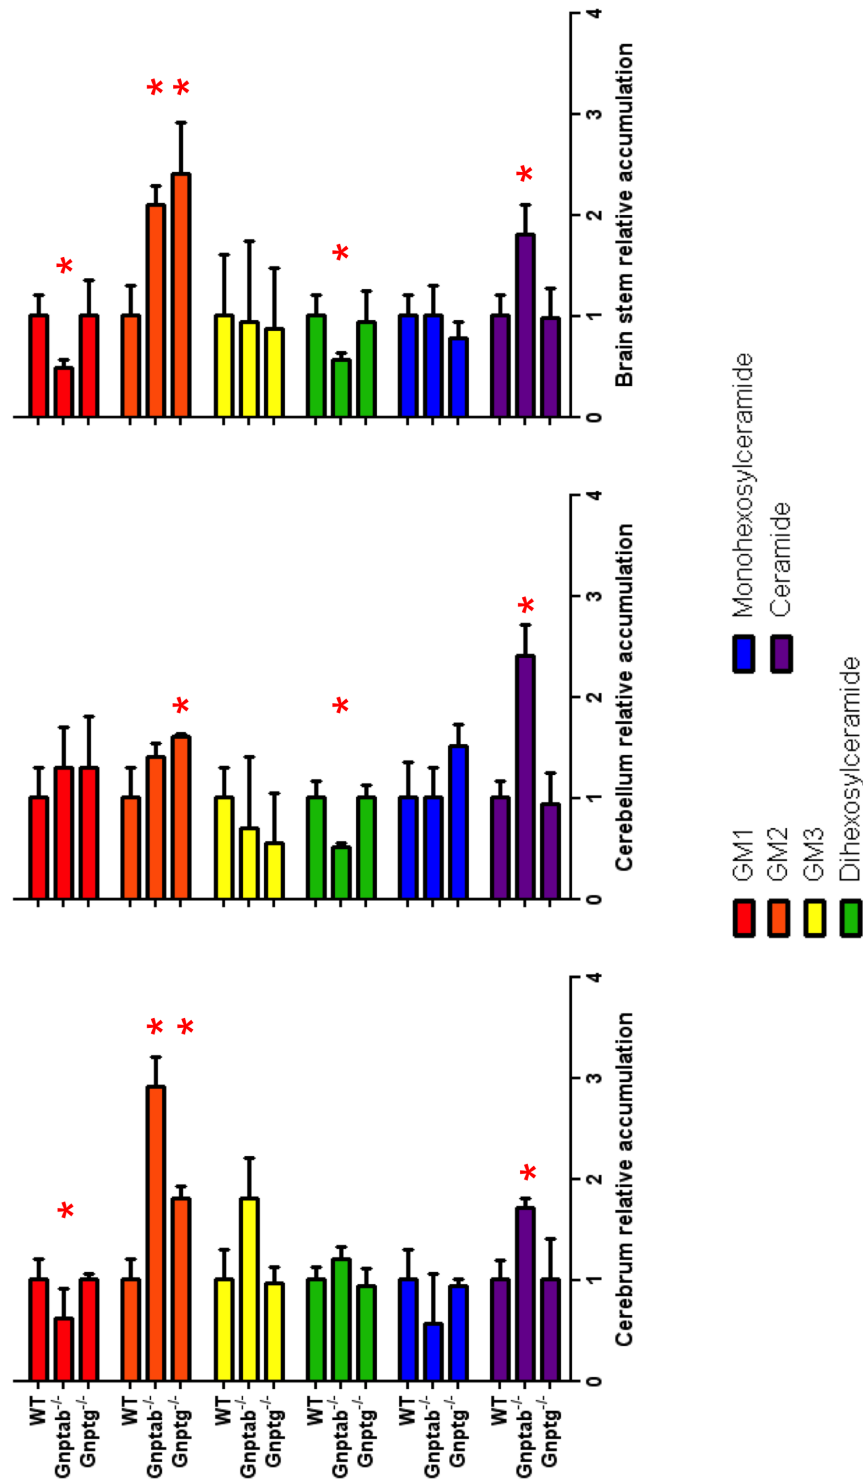 WT
Gnptab-/-
Gnptg-/-
WT
Gnptab-/-
Gnptg-/-
WT
Gnptab-/-
Gnptg-/-
WT
Gnptab-/-
Gnptg-/-
WT
Gnptab-/-
Gnptg-/-
WT
Gnptab-/-
Gnptg-/-
0 1 2 3 4
Cerebrum relative accumulation
0 1 2 3 4
Cerebellum relative accumulation
0 1 2 3 4
Brain stem relative accumulation
* * * *
* * *
* * * * *
GM1
GM2
GM3
Dihexosylceramide
Monohexosylceramide
Ceramide